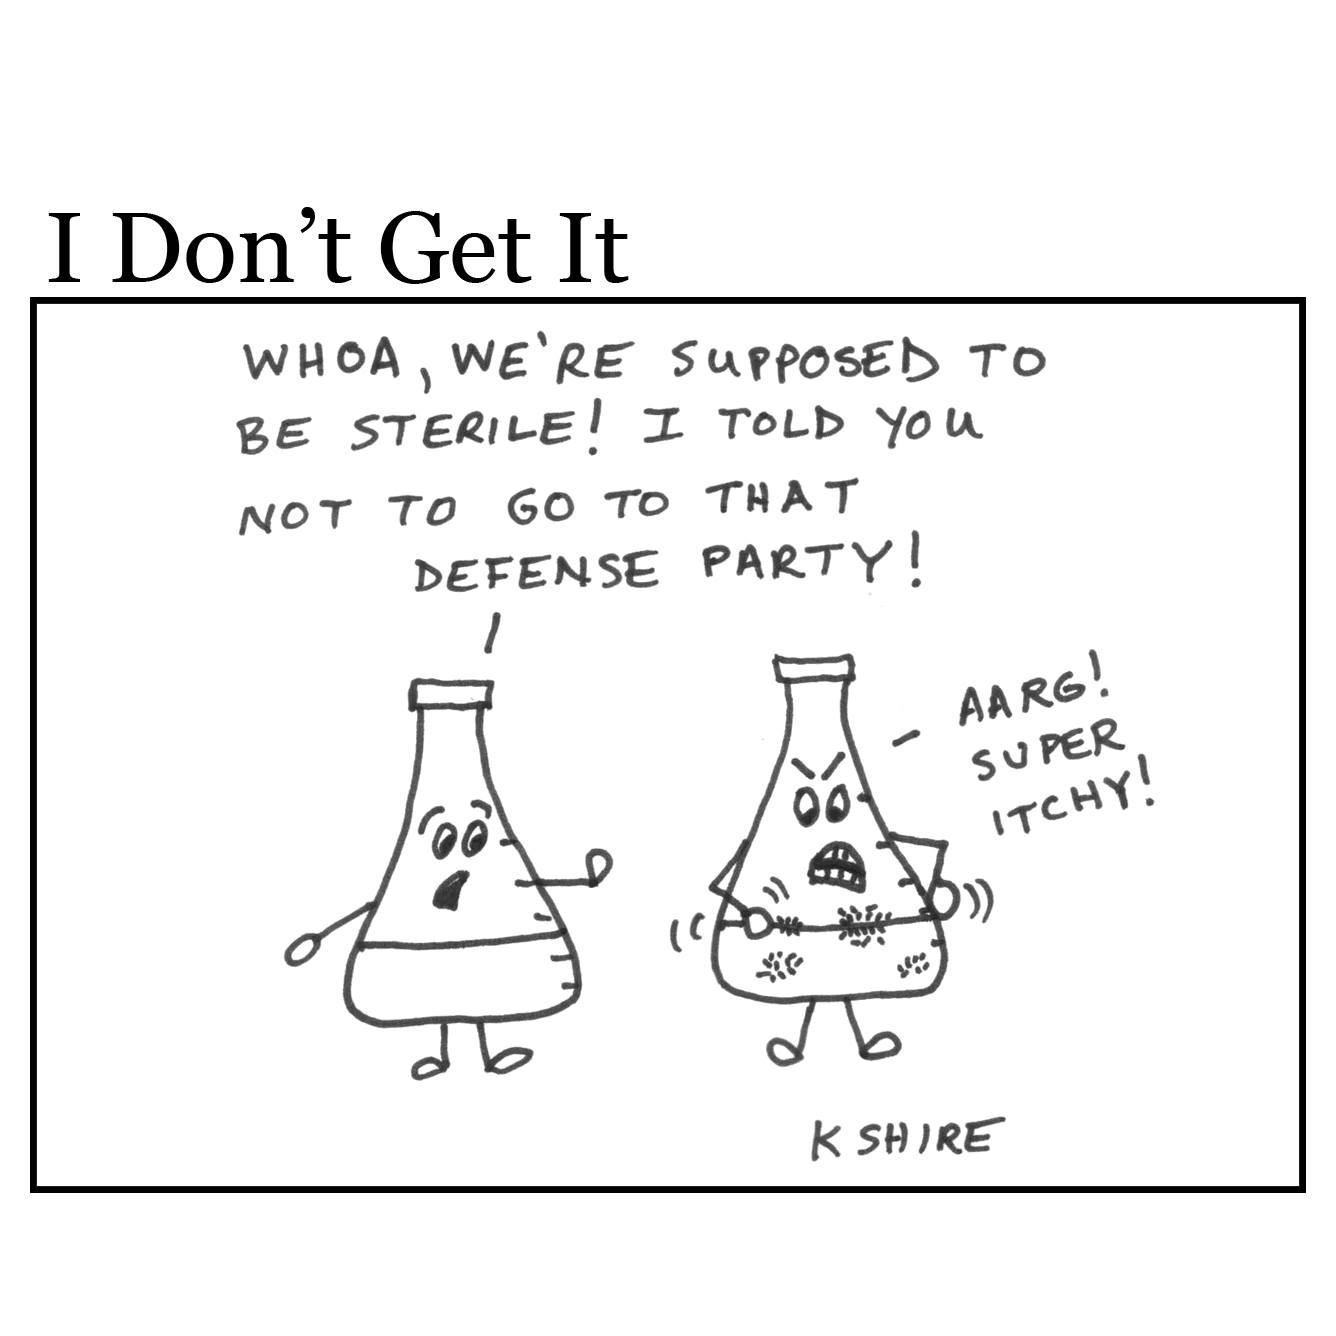 I Don’t Get It
WHOA, WE'RE SUPPOSED TO
BE STERILE! I TOLD YOU
NOT TO GO TO THAT
DEFENSE PARTY!
AARG!
SUPER
ITCHY!
K SHIRE